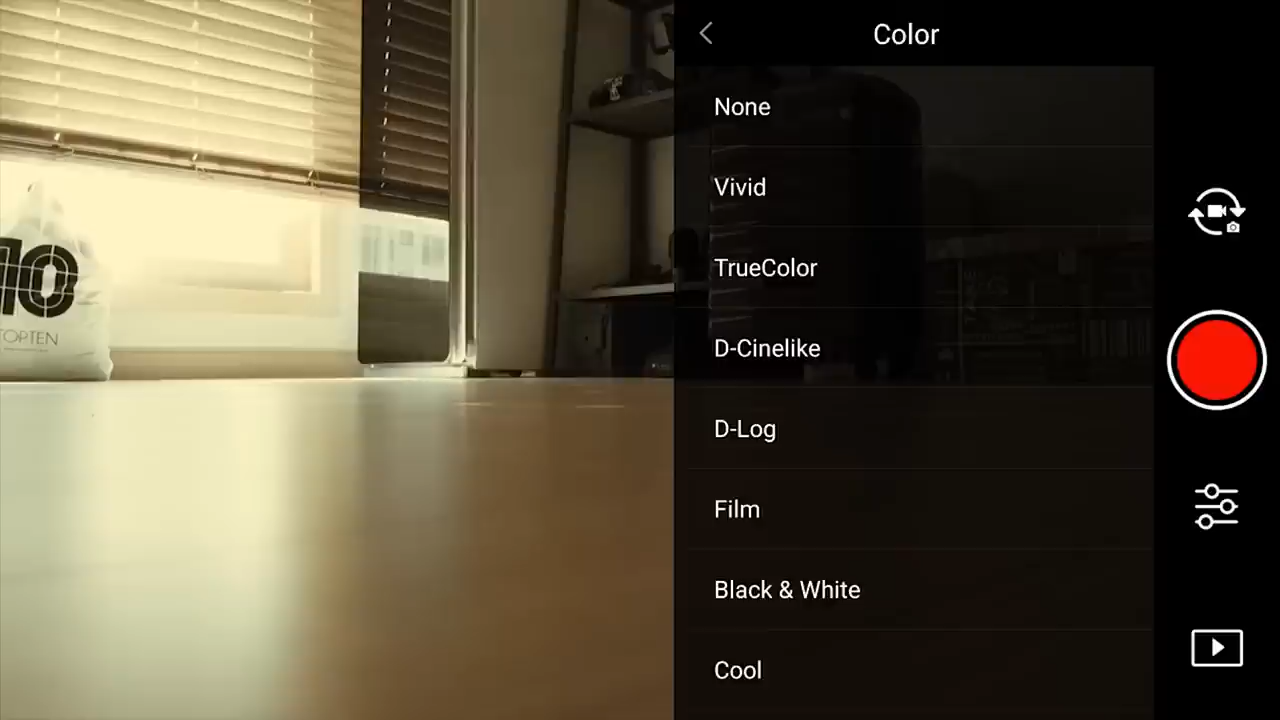 Color
None
Vivid
TrueColor
D-Cinelike
D-Log
Film
Black & White
Cool
10
TOPTEN